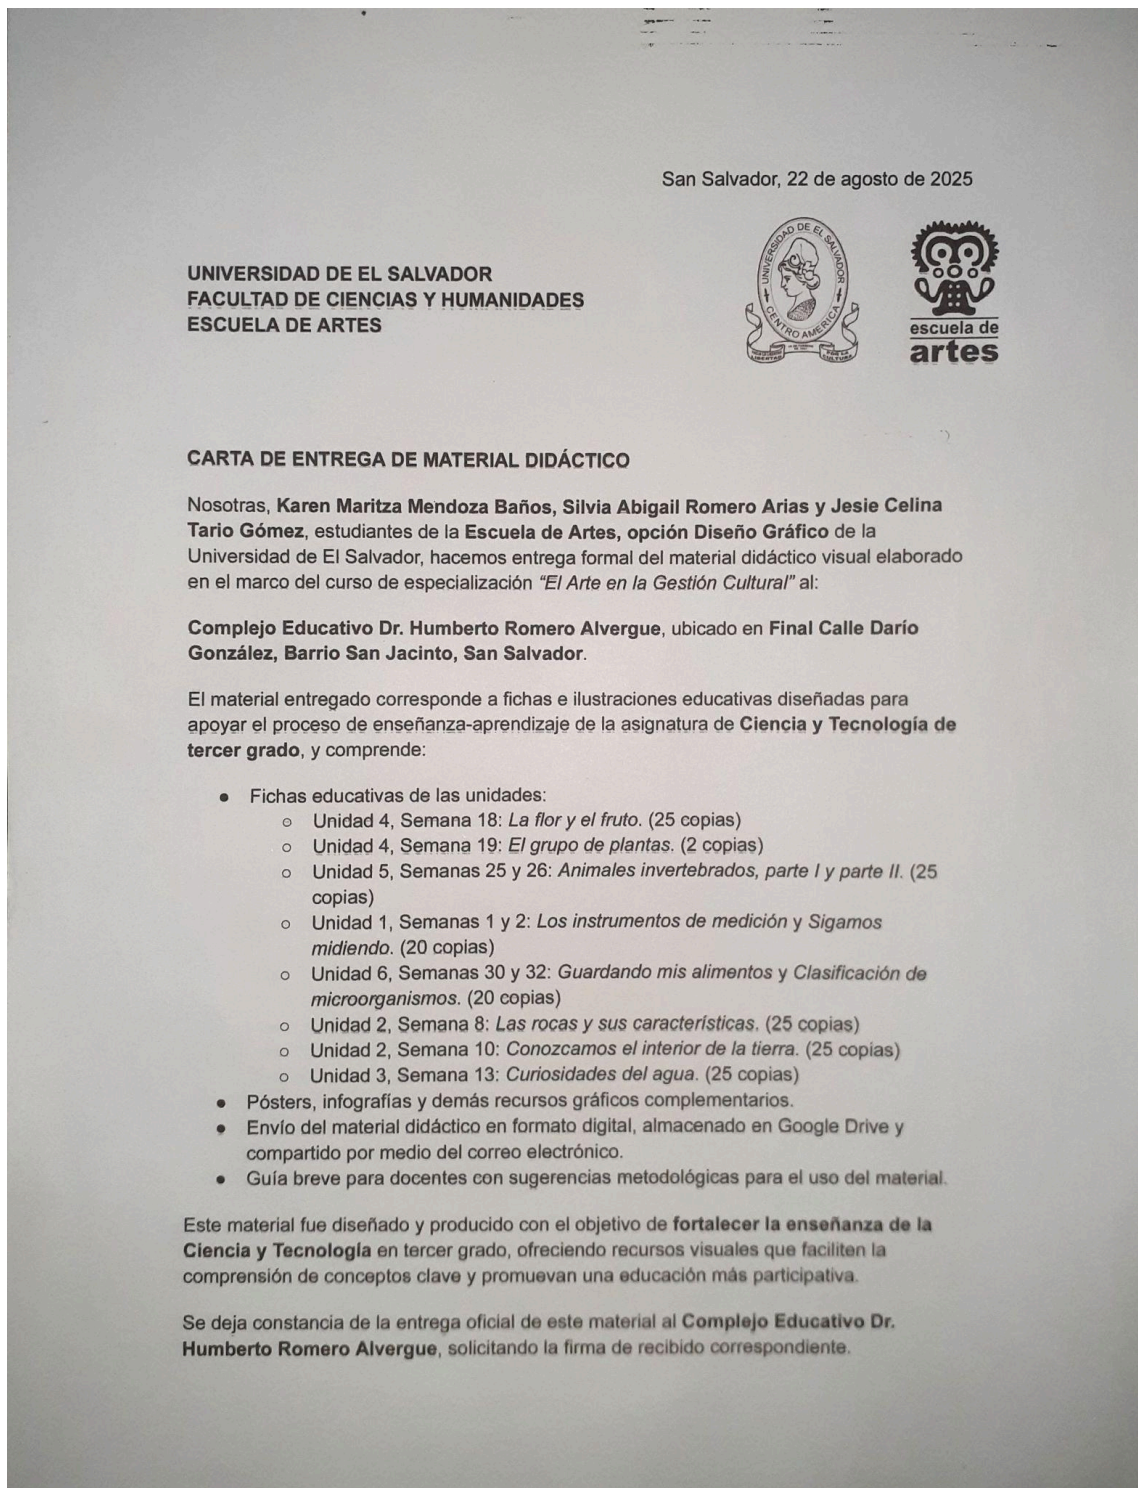 San Salvador, 22 de agosto de 2025
UNIVERSIDAD DE EL SALVADOR
FACULTAD DE CIENCIAS Y HUMANIDADES
ESCUELA DE ARTES
UNIVERSIDAD DE EL SALVADOR
CENTRO AMERICA
escuela de
artes
CARTA DE ENTREGA DE MATERIAL DIDÁCTICO
Nosotras, Karen Maritza Mendoza Baños, Silvia Abigail Romero Arias y Jesie Celina
Tario Gómez, estudiantes de la Escuela de Artes, opción Diseño Gráfico de la
Universidad de El Salvador, hacemos entrega formal del material didáctico visual elaborado
en el marco del curso de especialización “El Arte en la Gestión Cultural” al:
Complejo Educativo Dr. Humberto Romero Alvergue, ubicado en Final Calle Darío
González, Barrio San Jacinto, San Salvador.
El material entregado corresponde a fichas e ilustraciones educativas diseñadas para
apoyar el proceso de enseñanza-aprendizaje de la asignatura de Ciencia y Tecnología de
tercer grado, y comprende:
● Fichas educativas de las unidades:
○ Unidad 4, Semana 18: La flor y el fruto. (25 copias)
○ Unidad 4, Semana 19: El grupo de plantas. (2 copias)
○ Unidad 5, Semanas 25 y 26: Animales invertebrados, parte I y parte II. (25
copias)
○ Unidad 1, Semanas 1 y 2: Los instrumentos de medición y Sigamos
midiendo. (20 copias)
○ Unidad 6, Semanas 30 y 32: Guardando mis alimentos y Clasificación de
microorganismos. (20 copias)
○ Unidad 2, Semana 8: Las rocas y sus características. (25 copias)
○ Unidad 2, Semana 10: Conozcamos el interior de la tierra. (25 copias)
○ Unidad 3, Semana 13: Curiosidades del agua. (25 copias)
● Pósters, infografías y demás recursos gráficos complementarios.
● Envío del material didáctico en formato digital, almacenado en Google Drive y
compartido por medio del correo electrónico.
● Guía breve para docentes con sugerencias metodológicas para el uso del material.
Este material fue diseñado y producido con el objetivo de fortalecer la enseñanza de la
Ciencia y Tecnología en tercer grado, ofreciendo recursos visuales que faciliten la
comprensión de conceptos clave y promuevan una educación más participativa.
Se deja constancia de la entrega oficial de este material al Complejo Educativo Dr.
Humberto Romero Alvergue, solicitando la firma de recibido correspondiente.